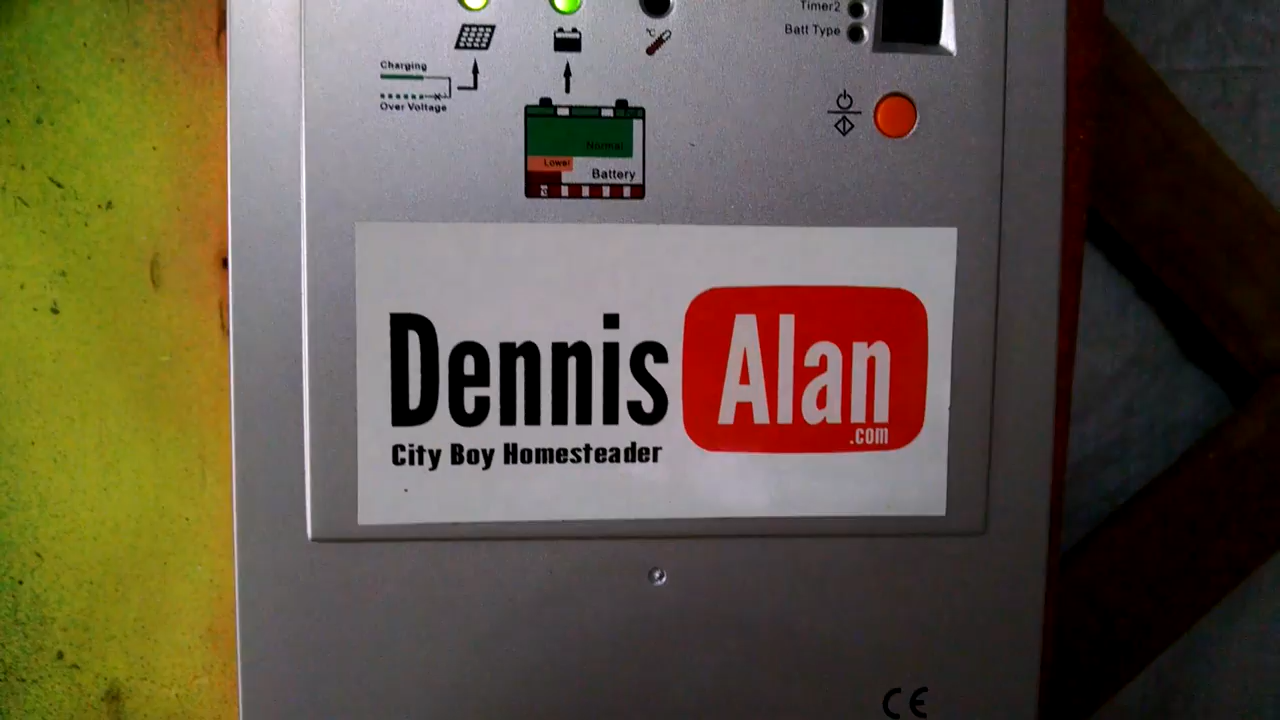 Timer2
Batt Type
Charging
Over Voltage
Normal
Lower
Battery
Dennis Alan
.com
City Boy Homesteader
CE